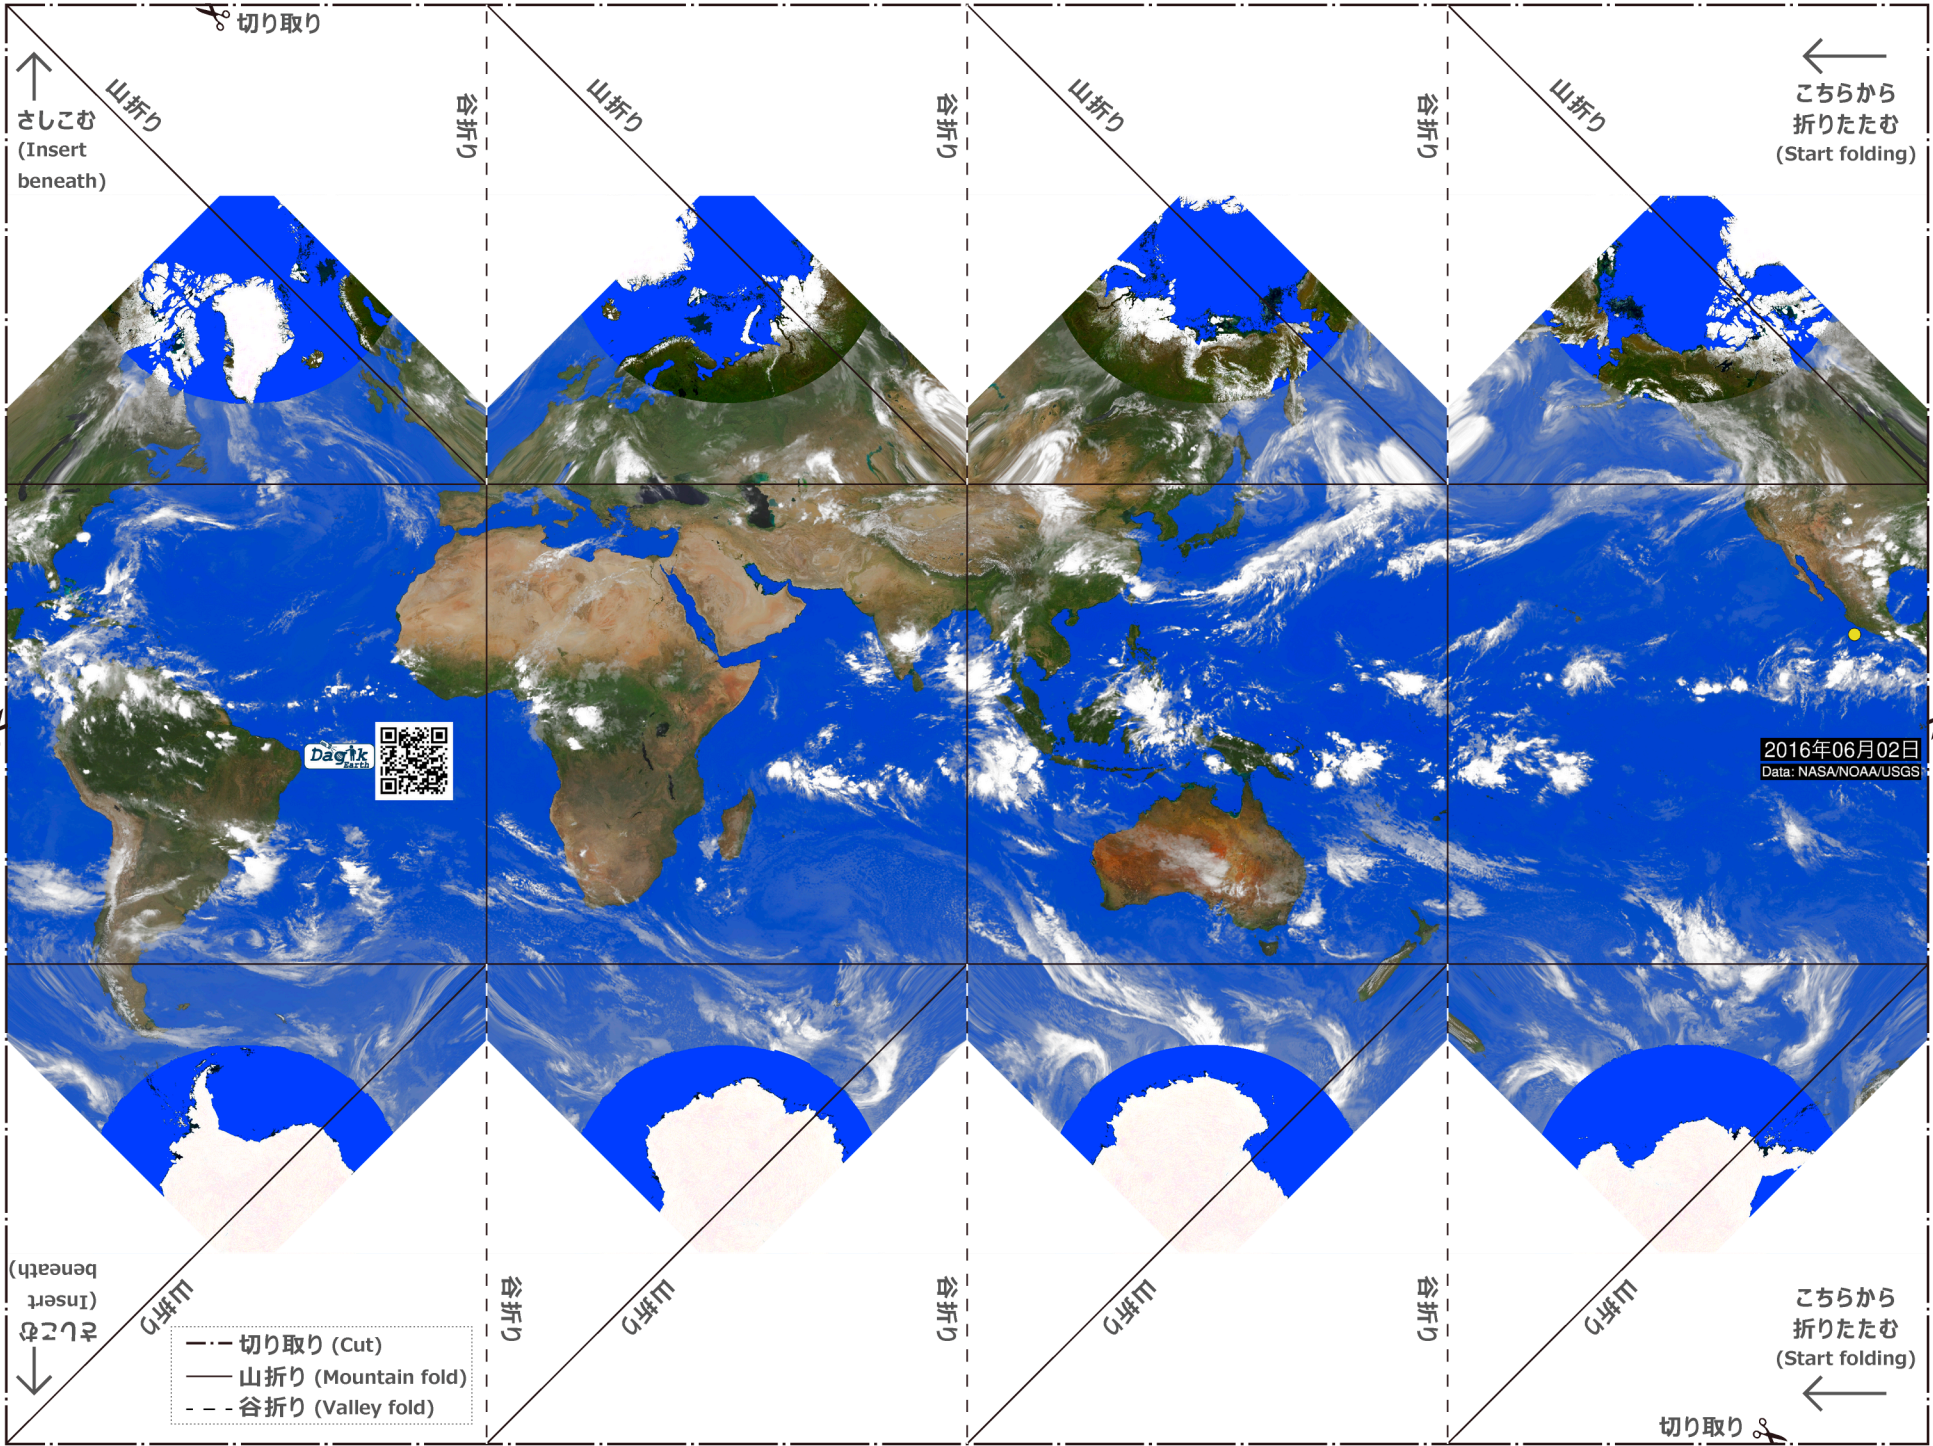 切り取り
山折り
谷折り
山折り
谷折り
山折り
谷折り
山折り
さしこむ
(Insert
beneath)
こちらから
折りたたむ
(Start folding)
Dagik
Earth
2016年06月02日
Data: NASA/NOAA/USGS
さしこむ
(Insert
beneath)
山折り
谷折り
山折り
谷折り
山折り
谷折り
山折り
切り取り (Cut)
山折り (Mountain fold)
谷折り (Valley fold)
こちらから
折りたたむ
(Start folding)
切り取り